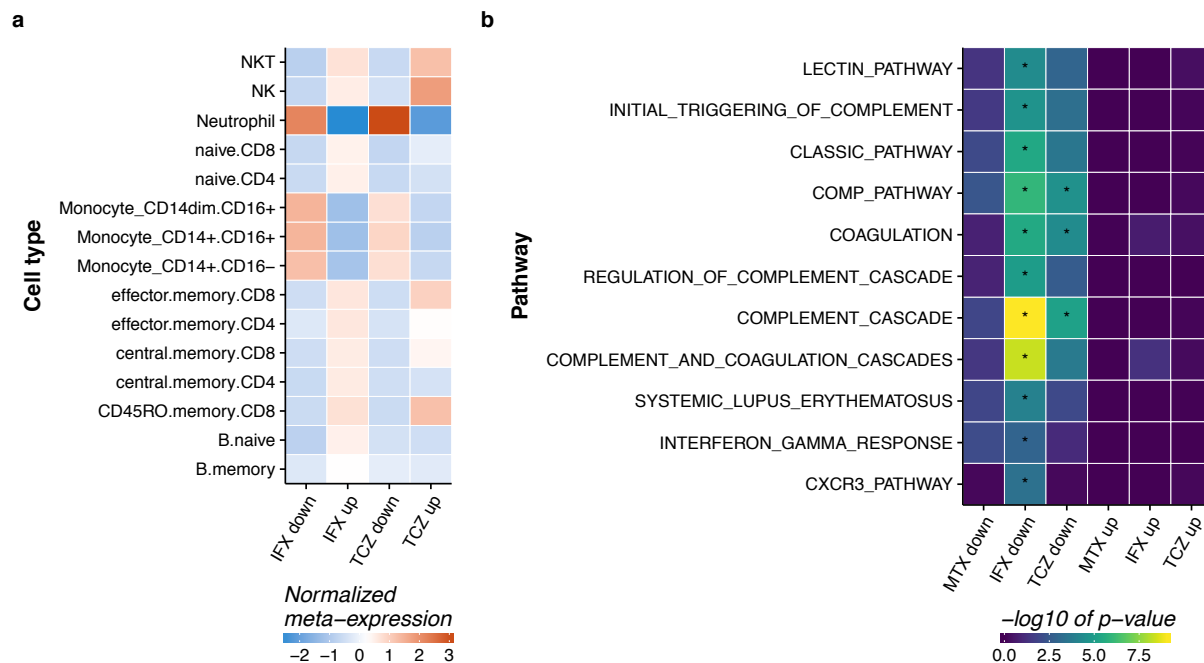 a
Cell type
NKT
NK
Neutrophil
naive.CD8
naive.CD4
Monocyte_CD14dim.CD16+
Monocyte_CD14+.CD16+
Monocyte_CD14+.CD16−
effector.memory.CD8
effector.memory.CD4
central.memory.CD8
central.memory.CD4
CD45RO.memory.CD8
B.naive
B.memory
IFX down
IFX up
TCZ down
TCZ up
Normalized
meta−expression
−2 −1 0 1 2 3
b
Pathway
LECTIN_PATHWAY
*
INITIAL_TRIGGERING_OF_COMPLEMENT
*
CLASSIC_PATHWAY
*
COMP_PATHWAY
* *
COAGULATION
* *
REGULATION_OF_COMPLEMENT_CASCADE
*
COMPLEMENT_CASCADE
* *
COMPLEMENT_AND_COAGULATION_CASCADES
*
SYSTEMIC_LUPUS_ERYTHEMATOSUS
*
INTERFERON_GAMMA_RESPONSE
*
CXCR3_PATHWAY
*
MTX down
IFX down
TCZ down
MTX up
IFX up
TCZ up
−log10 of p−value
0.0 2.5 5.0 7.5